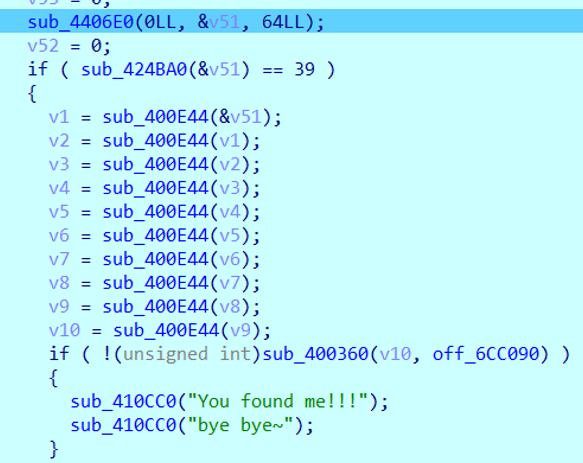 sub_4406E0(0LL, &v51, 64LL);
v52 = 0;
if ( sub_424BA0(&v51) == 39 )
{
v1 = sub_400E44(&v51);
v2 = sub_400E44(v1);
v3 = sub_400E44(v2);
v4 = sub_400E44(v3);
v5 = sub_400E44(v4);
v6 = sub_400E44(v5);
v7 = sub_400E44(v6);
v8 = sub_400E44(v7);
v9 = sub_400E44(v8);
v10 = sub_400E44(v9);
if ( !(unsigned int)sub_400360(v10, off_6CC090) )
{
sub_410CC0("You found me!!!");
sub_410CC0("bye bye~");
}